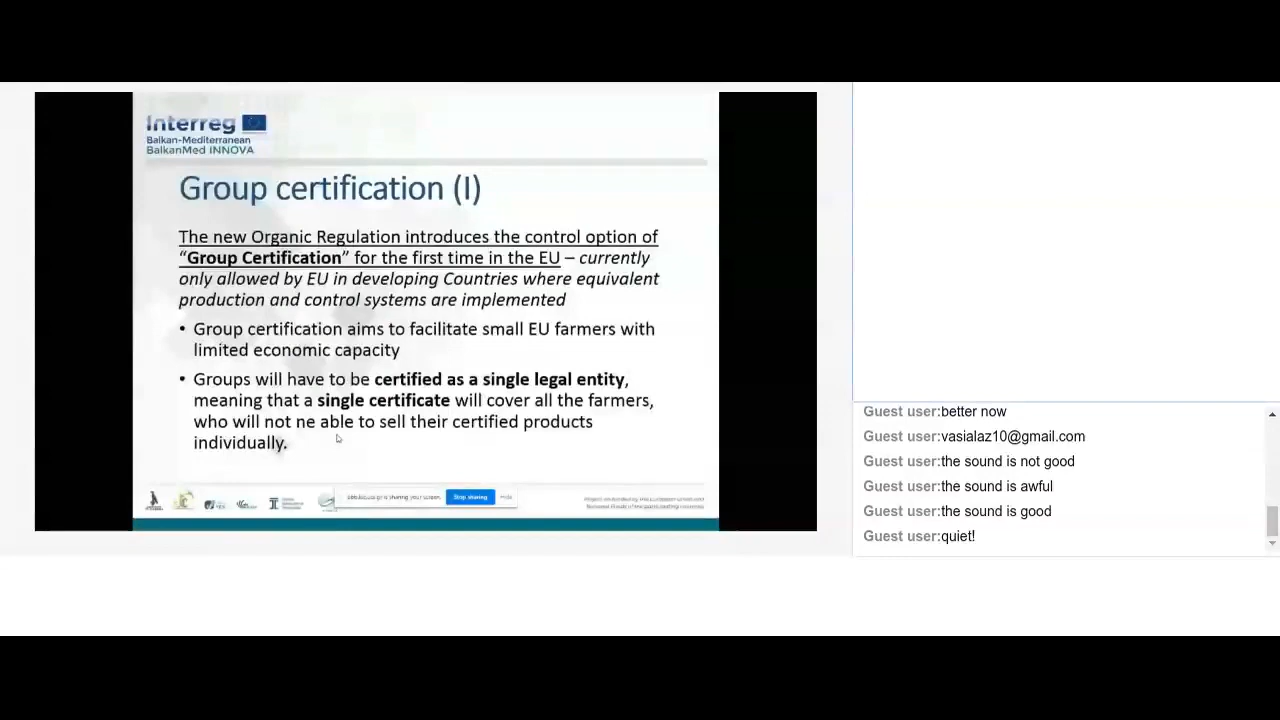 Interreg
Balkan-Mediterranean
BalkanMed INNOVA
Group certification (I)
The new Organic Regulation introduces the control option of
“Group Certification” for the first time in the EU – currently
only allowed by EU in developing Countries where equivalent
production and control systems are implemented
• Group certification aims to facilitate small EU farmers with
limited economic capacity
• Groups will have to be certified as a single legal entity,
meaning that a single certificate will cover all the farmers,
who will not ne able to sell their certified products
individually.
is sharing your screen.
Stop sharing
Hide
Guest user:better now
Guest user:vasialaz10@gmail.com
Guest user:the sound is not good
Guest user:the sound is awful
Guest user:the sound is good
Guest user:quiet!